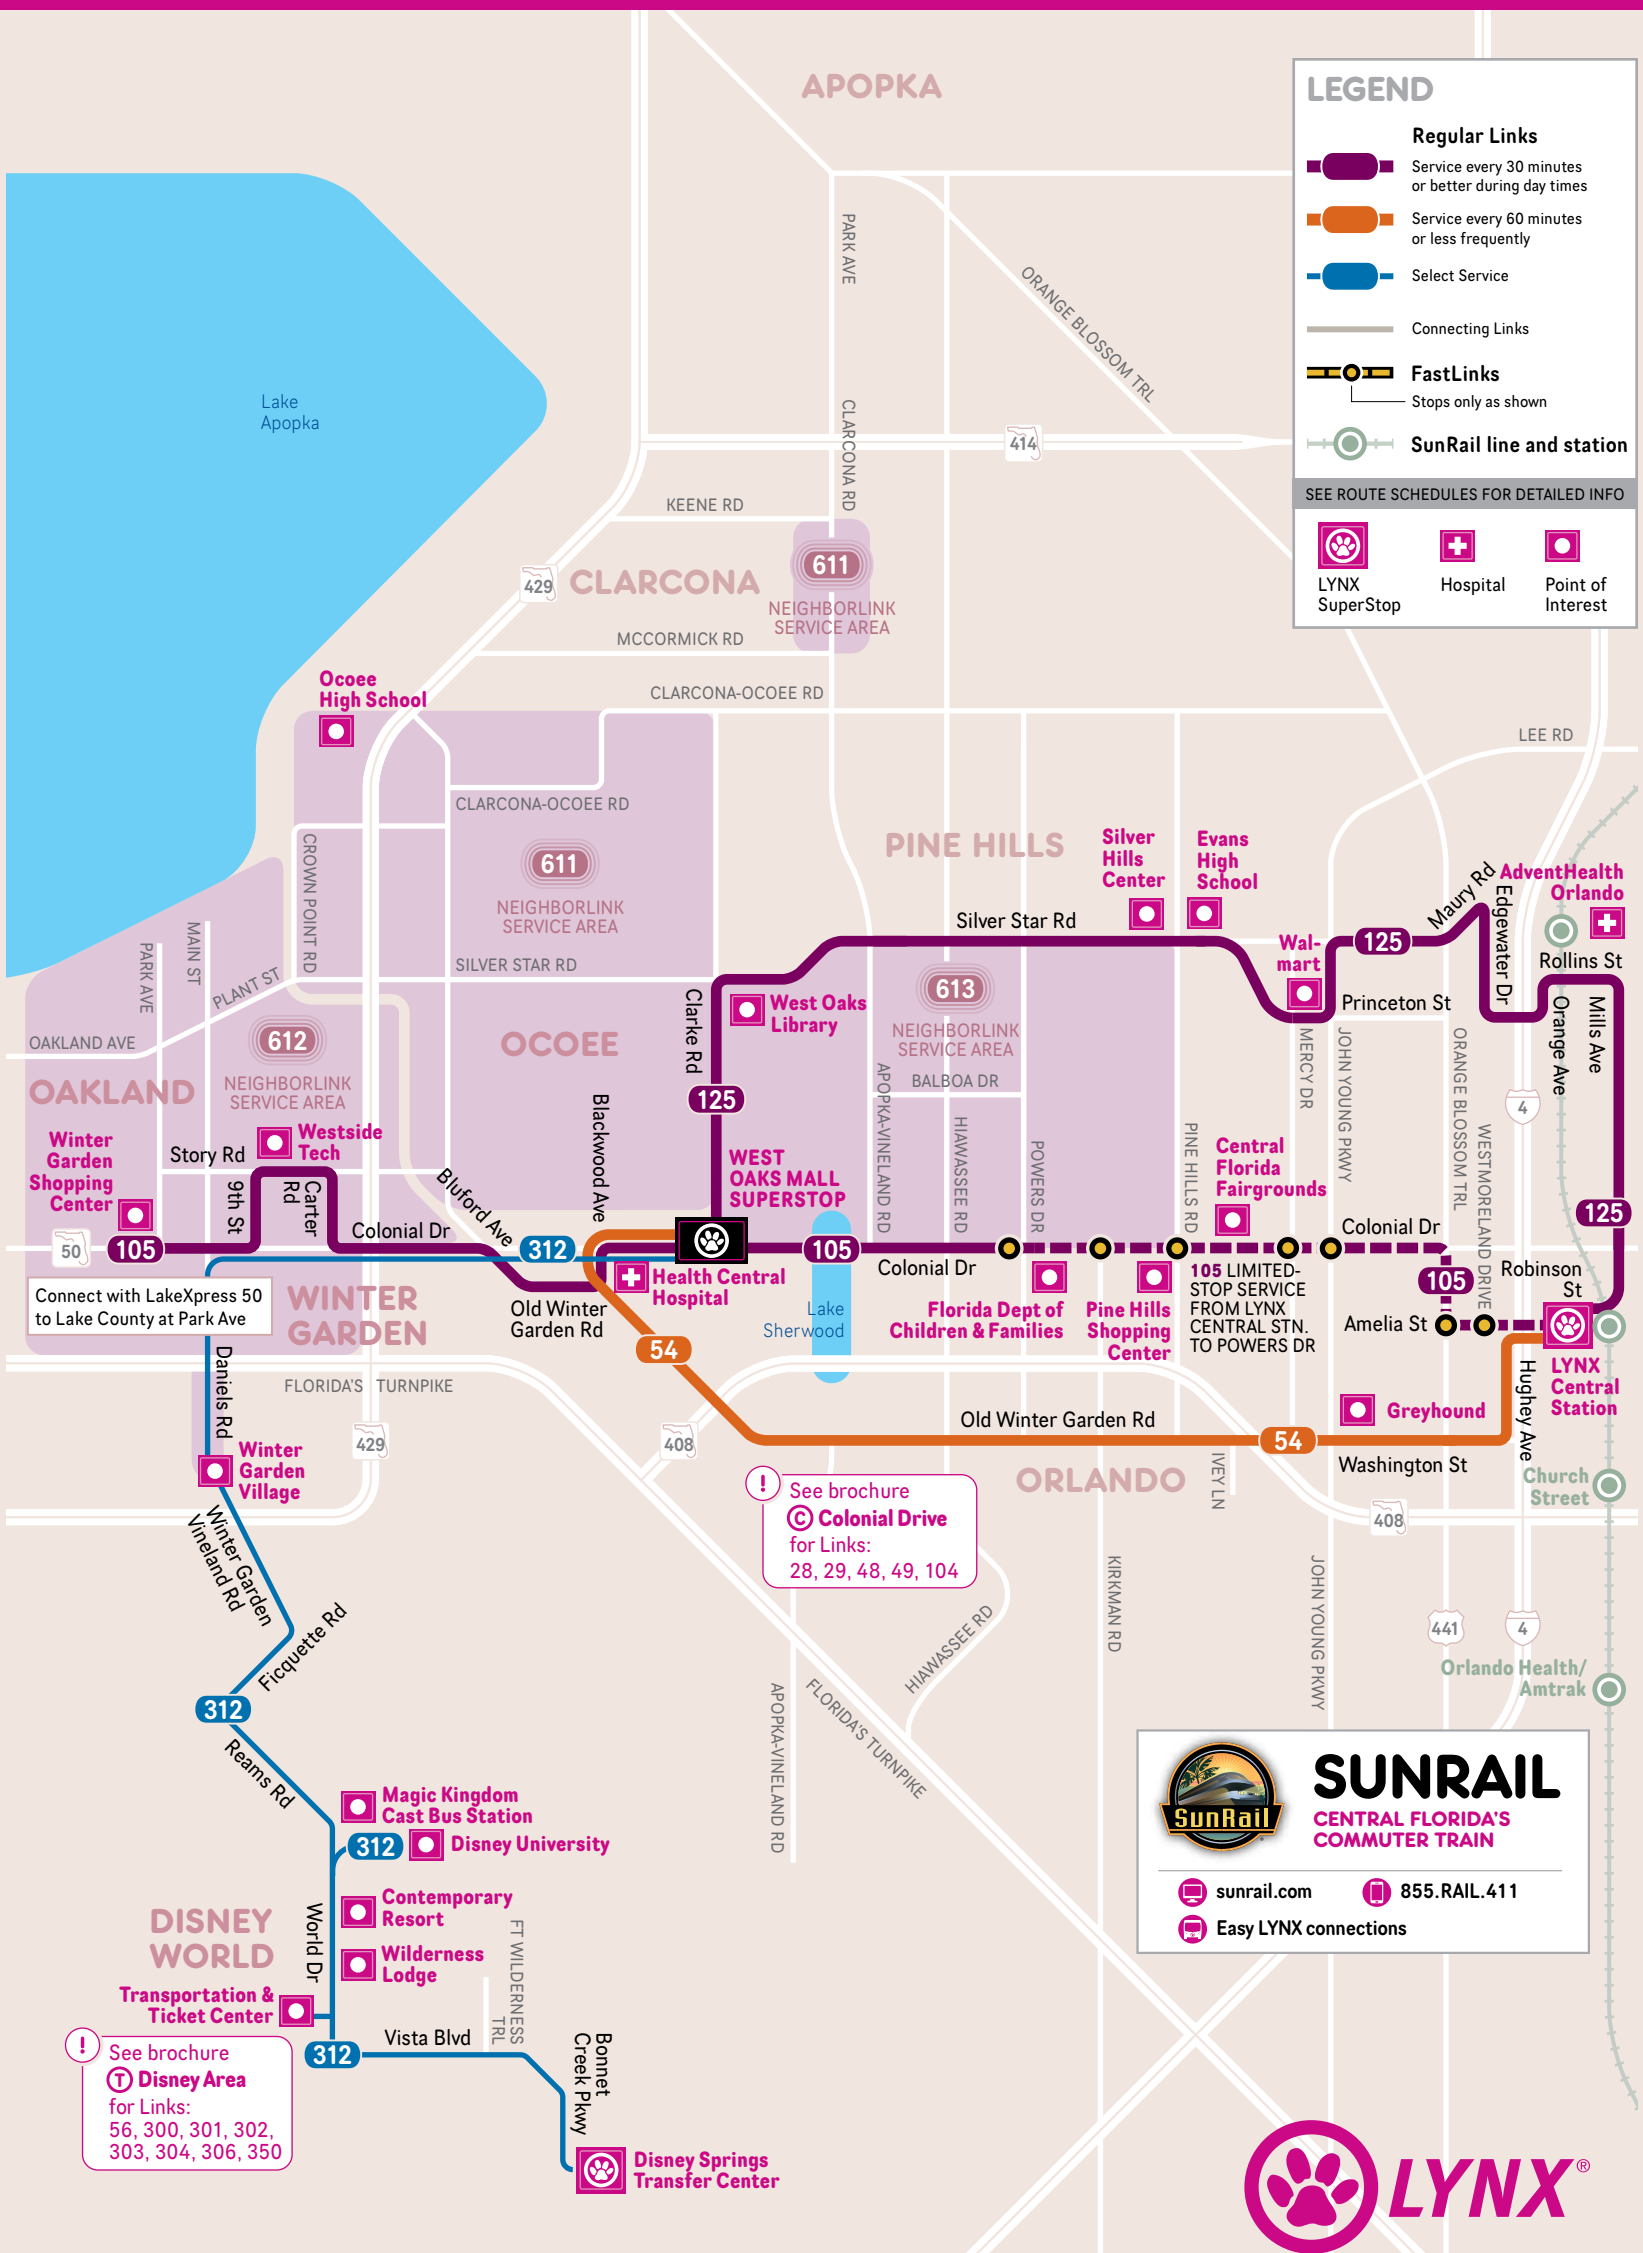 APOPKA
LEGEND
Regular Links
Service every 30 minutes
or better during day times
Service every 60 minutes
or less frequently
Select Service
Connecting Links
FastLinks
Stops only as shown
SunRail line and station
SEE ROUTE SCHEDULES FOR DETAILED INFO
LYNX
SuperStop
Hospital
Point of
Interest
Lake
Apopka
PARK AVE
ORANGE BLOSSOM TRL
CLARCONA RD
414
KEENE RD
429
CLARCONA
611
NEIGHBORLINK
SERVICE AREA
MCCORMICK RD
CLARCONA-OCOEE RD
Ocoee
High School
LEE RD
CLARCONA-OCOEE RD
CROWN POINT RD
611
NEIGHBORLINK
SERVICE AREA
PINE HILLS
Silver
Hills
Center
Evans
High
School
Maury Rd
AdventHealth
Orlando
Edgewater Dr
Silver Star Rd
125
Wal-
mart
Rollins St
PARK AVE
MAIN ST
PLANT ST
SILVER STAR RD
Clarke Rd
West Oaks
Library
613
NEIGHBORLINK
SERVICE AREA
Princeton St
Orange Ave
Mills Ave
OAKLAND AVE
612
NEIGHBORLINK
SERVICE AREA
OCOEE
OAKLAND
BALBOA DR
APOPKA-VINELAND RD
MERCY DR
JOHN YOUNG PKWY
ORANGE BLOSSOM TRL
4
125
Blackwood Ave
HIAWASSEE RD
POWERS DR
PINE HILLS RD
WESTMORELAND DRIVE
Winter
Garden
Shopping
Center
Story Rd
Westside
Tech
9th St
Carter
Rd
Bluford Ave
WEST
OAKS MALL
SUPERSTOP
Central
Florida
Fairgrounds
125
50
105
Colonial Dr
312
105
Colonial Dr
Colonial Dr
105
Robinson
St
Connect with LakeXpress 50
to Lake County at Park Ave
WINTER
GARDEN
Old Winter
Garden Rd
Health Central
Hospital
Lake
Sherwood
Florida Dept of
Children & Families
Pine Hills
Shopping
Center
105 LIMITED-
STOP SERVICE
FROM LYNX
CENTRAL STN.
TO POWERS DR
Amelia St
54
LYNX
Central
Station
Daniels Rd
FLORIDA'S TURNPIKE
Hughey Ave
Greyhound
429
408
Old Winter Garden Rd
54
Washington St
Winter
Garden
Village
ORLANDO
IVEY LN
Church
Street
408
!
See brochure
C Colonial Drive
for Links:
28, 29, 48, 49, 104
Winter Garden
Vineland Rd
KIRKMAN RD
JOHN YOUNG PKWY
Ficquette Rd
HIAWASSEE RD
441
4
Orlando Health/
Amtrak
312
APOPKA-VINELAND RD
FLORIDA'S TURNPIKE
Reams Rd
SunRail
SUNRAIL
CENTRAL FLORIDA'S
COMMUTER TRAIN
sunrail.com
855.RAIL.411
Easy LYNX connections
Magic Kingdom
Cast Bus Station
312
Disney University
Contemporary
Resort
DISNEY
WORLD
World Dr
Wilderness
Lodge
FT WILDERNESS
TRL
Transportation &
Ticket Center
312
Vista Blvd
Bonnet
Creek Pkwy
!
See brochure
T Disney Area
for Links:
56, 300, 301, 302,
303, 304, 306, 350
Disney Springs
Transfer Center
LYNX®